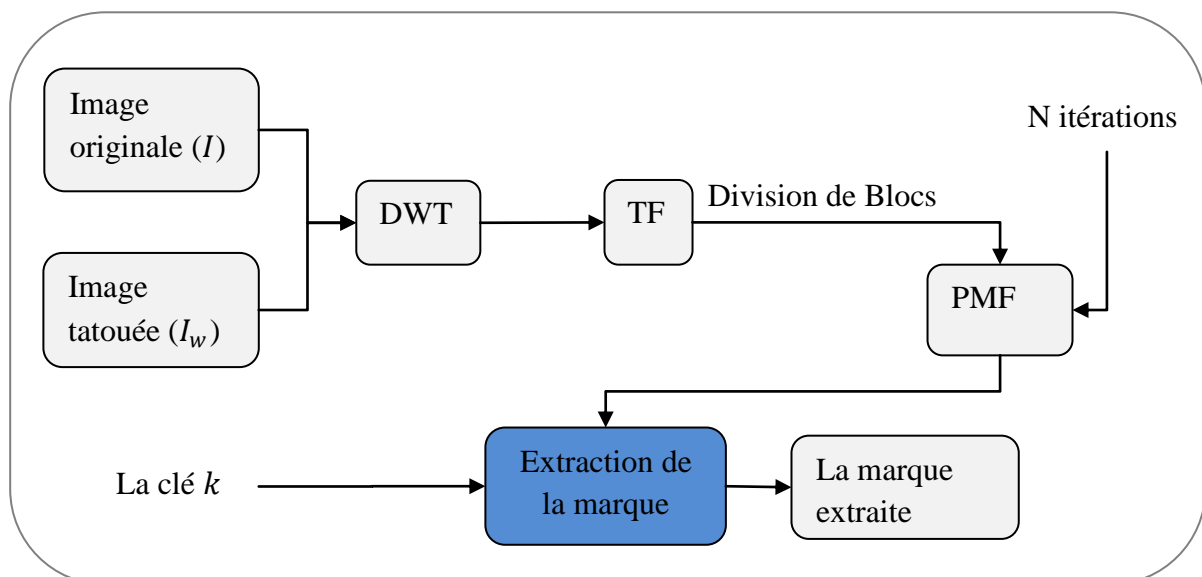 Image
originale (I)
N itérations
DWT
TF
Division de Blocs
Image
tatouée (I_w)
PMF
La clé k
Extraction de
la marque
La marque
extraite